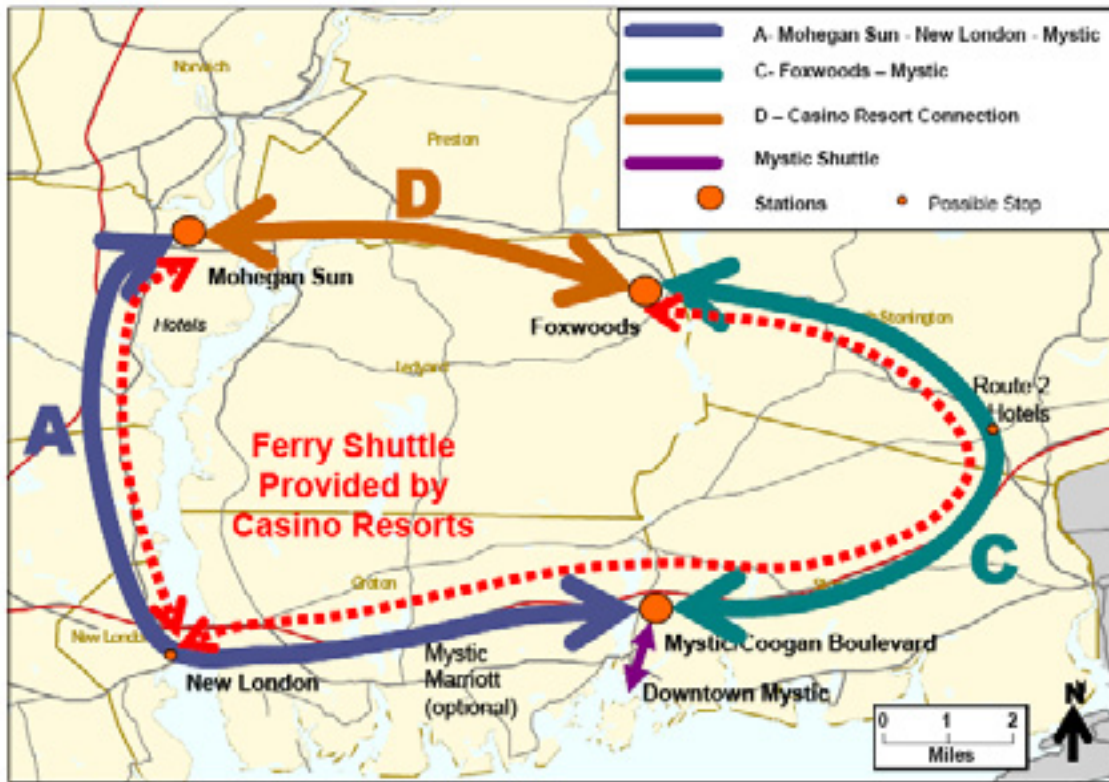 A- Mohegan Sun - New London - Mystic
C- Foxwoods – Mystic
D – Casino Resort Connection
Mystic Shuttle
Stations
Possible Stop
Norwich
Preston
D
Mohegan Sun
Hotels
Foxwoods
Stonington
Ledyard
Route 2
Hotels
A
Ferry Shuttle
Provided by
Casino Resorts
C
Groton
New London
Mystic/Coogan Boulevard
New London
Mystic
Marriott
(optional)
Downtown Mystic
0 1 2
Miles
N